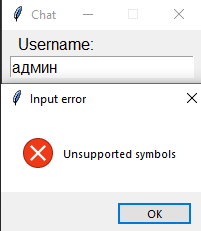 Chat
Username:
админ
Input error
Unsupported symbols
OK